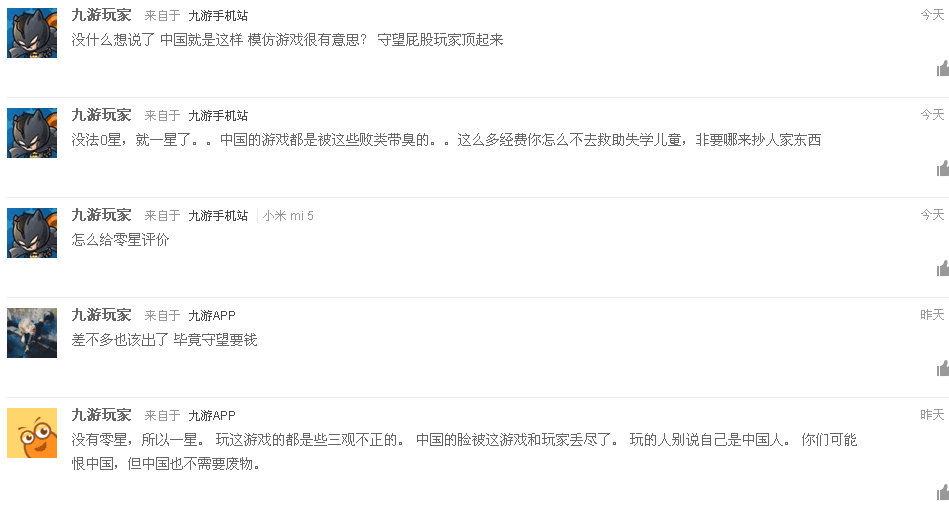 九游玩家 来自于 九游手机站 今天
没什么想说了 中国就是这样 模仿游戏很有意思? 守望屁股玩家顶起来
九游玩家 来自于 九游手机站 今天
没法0星，就一星了。。中国的游戏都是被这些败类带臭的。。这么多经费你怎么不去救助失学儿童，非要哪来抄人家东西
九游玩家 来自于 九游手机站 小米 mi 5 今天
怎么给零星评价
九游玩家 来自于 九游APP 昨天
差不多也该出了 毕竟守望要钱
九游玩家 来自于 九游APP 昨天
没有零星，所以一星。 玩这游戏的都是些三观不正的。 中国的脸被这游戏和玩家丢尽了。 玩的人别说自己是中国人。 你们可能
恨中国，但中国也不需要废物。